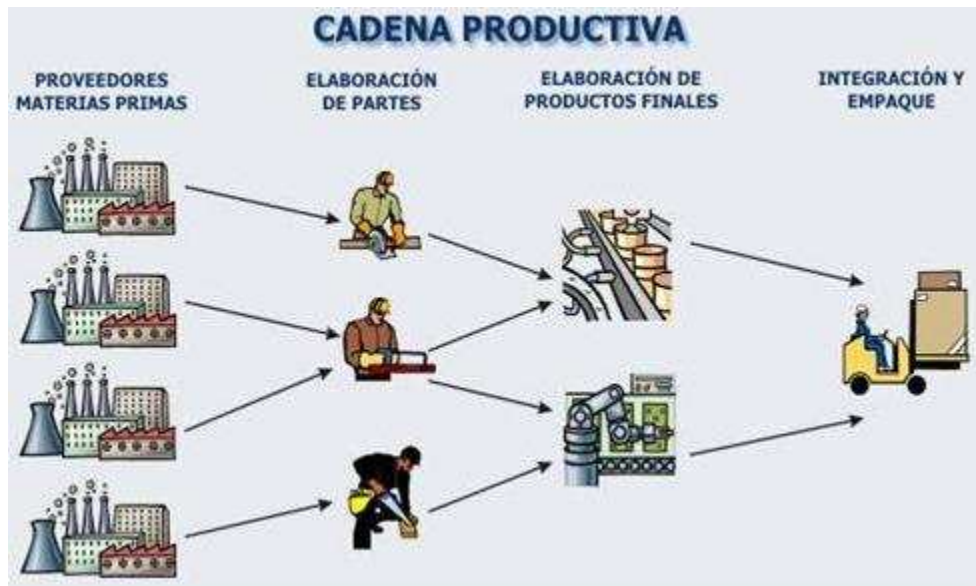 CADENA PRODUCTIVA
PROVEEDORES
MATERIAS PRIMAS
ELABORACIÓN
DE PARTES
ELABORACIÓN DE
PRODUCTOS FINALES
INTEGRACIÓN Y
EMPAQUE